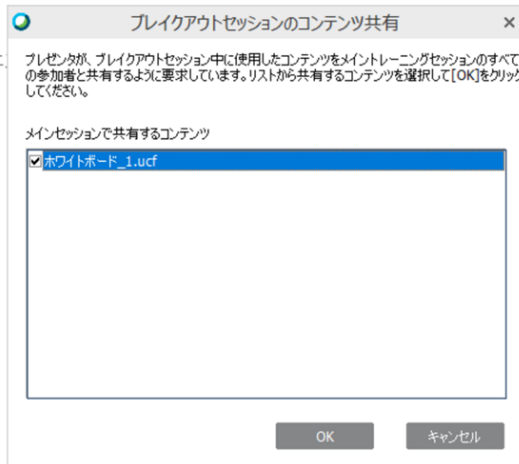 ブレイクアウトセッションのコンテンツ共有
プレゼンタが、ブレイクアウトセッション中に使用したコンテンツをメイントレーニングセッションのすべて
の参加者と共有するように要求しています。リストから共有するコンテンツを選択して[OK]をクリック
してください。
メインセッションで共有するコンテンツ
ホワイトボード_1.ucf
OK
キャンセル